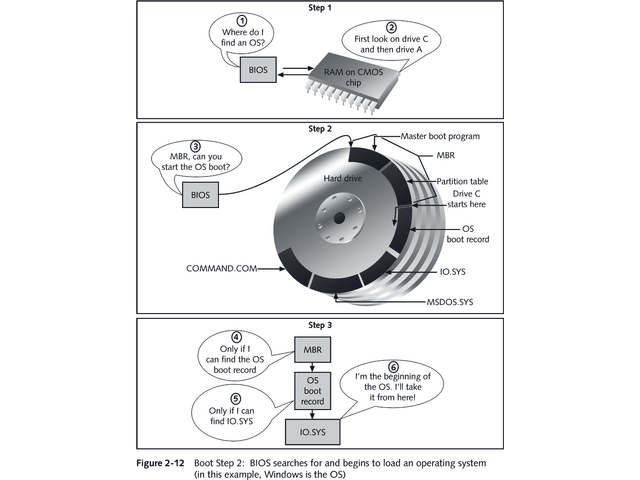 Step 1
①
Where do I
find an OS?
②
First look on drive C
and then drive A
BIOS
RAM on CMOS
chip
Step 2
③
MBR, can you
start the OS boot?
BIOS
Hard drive
Master boot program
MBR
Partition table
Drive C
starts here
OS
boot record
IO.SYS
MSDOS.SYS
COMMAND.COM
Step 3
④
Only if I
can find the OS
boot record
MBR
OS
boot
record
⑤
Only if I can
find IO.SYS
IO.SYS
⑥
I'm the beginning of
the OS. I'll take
it from here!
Figure 2-12 Boot Step 2: BIOS searches for and begins to load an operating system
(in this example, Windows is the OS)